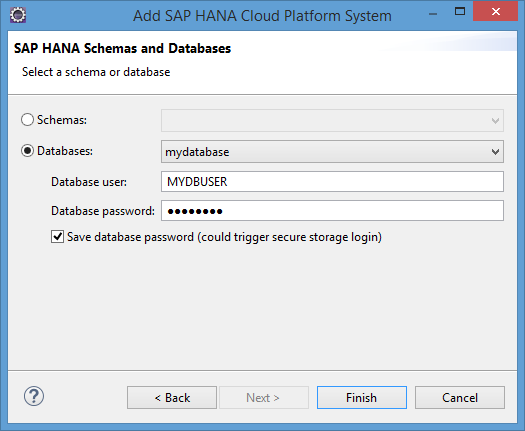 Add SAP HANA Cloud Platform System
SAP HANA Schemas and Databases
Select a schema or database
Schemas:
Databases: mydatabase
Database user: MYDBUSER
Database password: ●●●●●●●●
Save database password (could trigger secure storage login)
? < Back Next > Finish Cancel